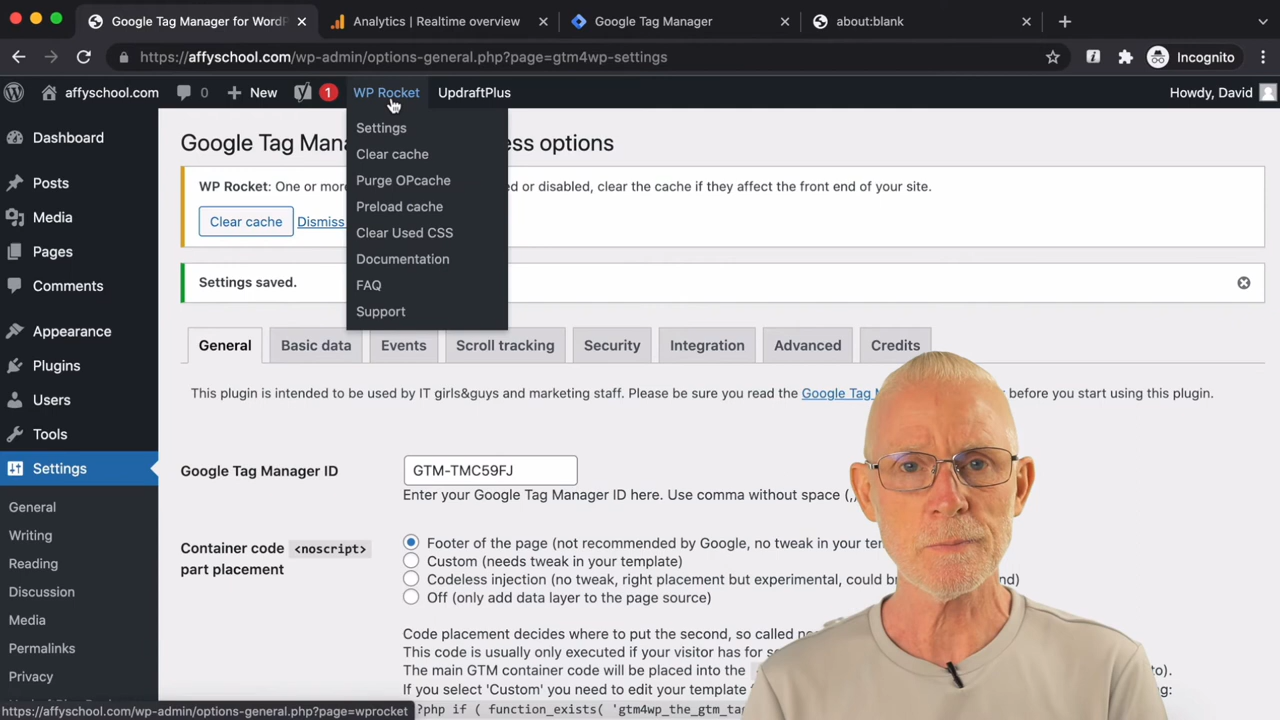 Google Tag Manager for WordP
Analytics | Realtime overview
Google Tag Manager
about:blank
https://affyschool.com/wp-admin/options-general.php?page=gtm4wp-settings
Incognito
affyschool.com
0
New
1
WP Rocket
UpdraftPlus
Howdy, David
Settings
Clear cache
Purge OPcache
Preload cache
Clear Used CSS
Documentation
FAQ
Support
Dashboard
Posts
Media
Pages
Comments
Appearance
Plugins
Users
Tools
Settings
General
Writing
Reading
Discussion
Media
Permalinks
Privacy
Google Tag Mana ess options
WP Rocket: One or more ed or disabled, clear the cache if they affect the front end of your site.
Clear cache
Dismiss
Settings saved.
General
Basic data
Events
Scroll tracking
Security
Integration
Advanced
Credits
This plugin is intended to be used by IT girls&guys and marketing staff. Please be sure you read the Google Tag before you start using this plugin.
Google Tag Manager ID
GTM-TMC59FJ
Enter your Google Tag Manager ID here. Use comma without space (,)
Container code <noscript>
part placement
Footer of the page (not recommended by Google, no tweak in your
Custom (needs tweak in your template)
Codeless injection (no tweak, right placement but experimental, could
Off (only add data layer to the page source)
Code placement decides where to put the second, so called
This code is usually only executed if your visitor has for
The main GTM container code will be placed into the
If you select 'Custom' you need to edit your template
?php if ( function_exists( 'gtm4wp_the_gtm_ta
https://affyschool.com/wp-admin/options-general.php?page=wprocket